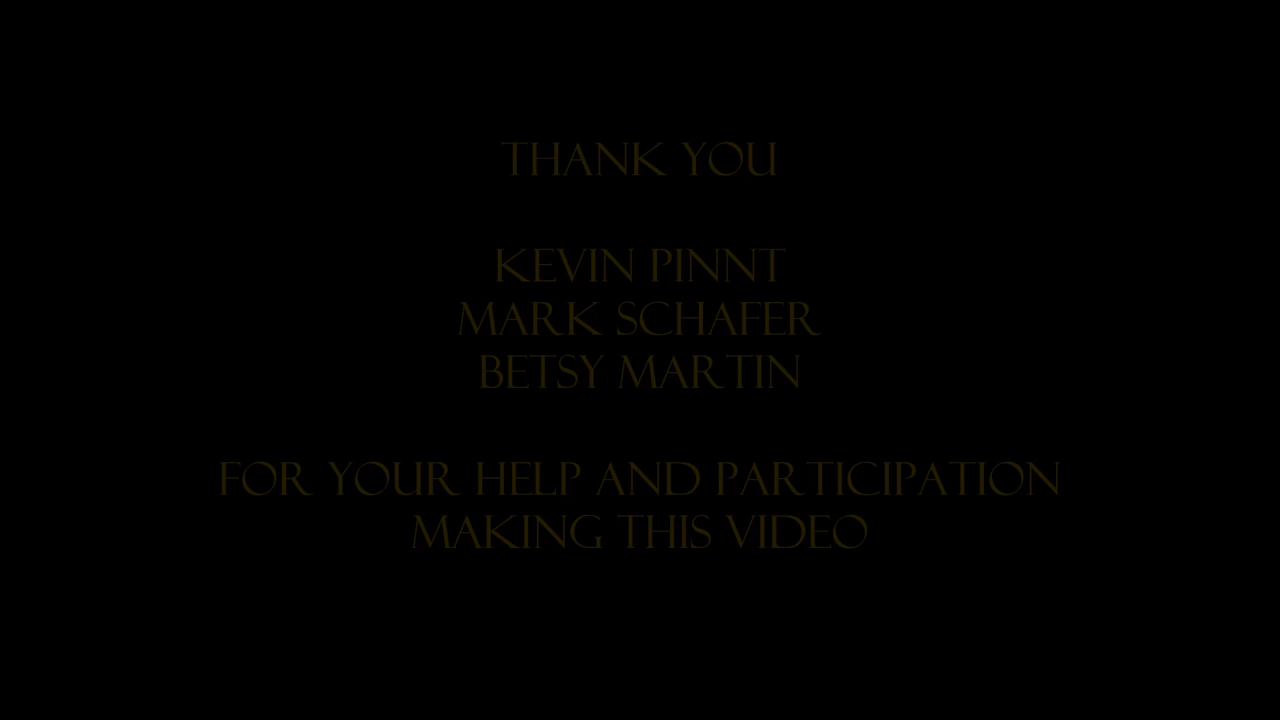 THANK YOU
KEVIN PINNT
MARK SCHAFER
BETSY MARTIN
FOR YOUR HELP AND PARTICIPATION
MAKING THIS VIDEO